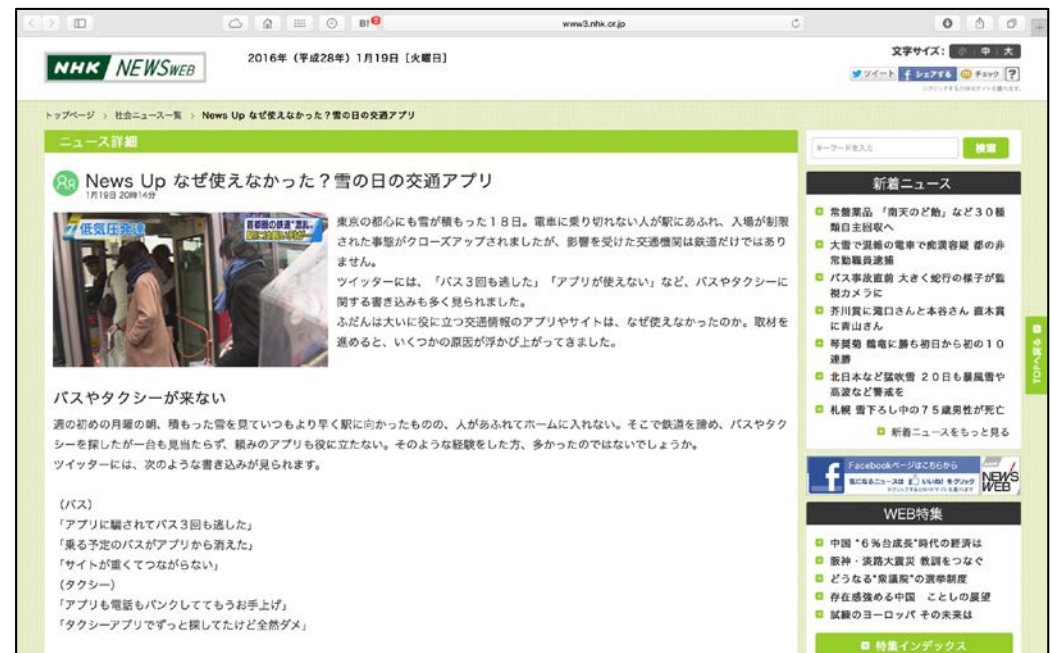 www3.nhk.or.jp
NHK NEWSWEB
2016年(平成28年)1月19日[火曜日]
文字サイズ: 小 中 大
ツイート シェアする チェック ?
トップページ > 社会ニュース一覧 > News Up なぜ使えなかった?雪の日の交通アプリ
ニュース詳細
News Up なぜ使えなかった?雪の日の交通アプリ
1月19日 20時14分
低気圧発達
東京の都心にも雪が積もった18日。電車に乗り切れない人が駅にあふれ、入場が制限
された事態がクローズアップされましたが、影響を受けた交通機関は鉄道だけではあり
ません。
ツイッターには、「バス3回も逃した」「アプリが使えない」など、バスやタクシーに
関する書き込みも多く見られました。
ふだんは大いに役に立つ交通情報のアプリやサイトは、なぜ使えなかったのか。取材を
進めると、いくつかの原因が浮かび上がってきました。
バスやタクシーが来ない
週の初めの月曜の朝、積もった雪を見ていつもより早く駅に向かったものの、人があふれてホームに入れない。そこで鉄道を諦め、バスやタク
シーを探したが一台も見当たらず、頼みのアプリも役に立たない。そのような経験をした方、多かったのではないでしょうか。
ツイッターには、次のような書き込みが見られます。
(バス)
「アプリに騙されてバス3回も逃した」
「乗る予定のバスがアプリから消えた」
「サイトが重くてつながらない」
(タクシー)
「アプリも電話もパンクしててもうお手上げ」
「タクシーアプリでずっと探してたけど全然ダメ」
キーワードを入力 検索
新着ニュース
常盤薬品 「南天のど飴」など30種
類自主回収へ
大雪で混雑の電車で痴漢容疑 都の非
常勤職員逮捕
バス事故直前 大きく蛇行の様子が監
視カメラに
芥川賞に滝口さんと本谷さん 直木賞
に青山さん
琴奨菊 鶴竜に勝ち初日から初の10
連勝
北日本など猛吹雪 20日も暴風雪や
高波など警戒を
札幌 雪下ろし中の75歳男性が死亡
新着ニュースをもっと見る
TOPへ戻る
Facebookページはこちらから
気になるニュースは いいね! をクリック
NEWS WEB
WEB特集
中国“6%台成長”時代の経済は
阪神・淡路大震災 教訓をつなぐ
どうなる“衆議院”の選挙制度
存在感強める中国 ことしの展望
試練のヨーロッパ その未来は
特集インデックス